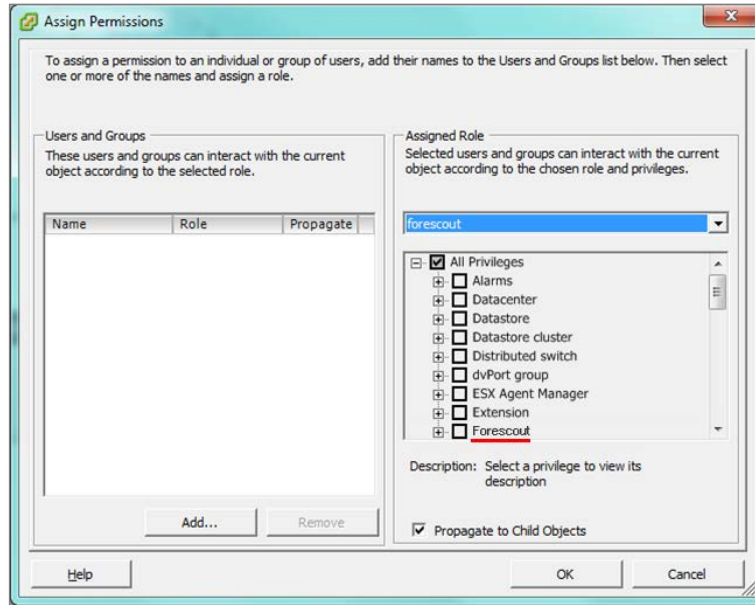 Assign Permissions
To assign a permission to an individual or group of users, add their names to the Users and Groups list below. Then select
one or more of the names and assign a role.
Users and Groups
These users and groups can interact with the current
object according to the selected role.
Name Role Propagate
Add...
Remove
Assigned Role
Selected users and groups can interact with the current
object according to the chosen role and privileges.
forescout
All Privileges
Alarms
Datacenter
Datastore
Datastore cluster
Distributed switch
dvPort group
ESX Agent Manager
Extension
Forescout
Description: Select a privilege to view its
description
Propagate to Child Objects
Help
OK
Cancel